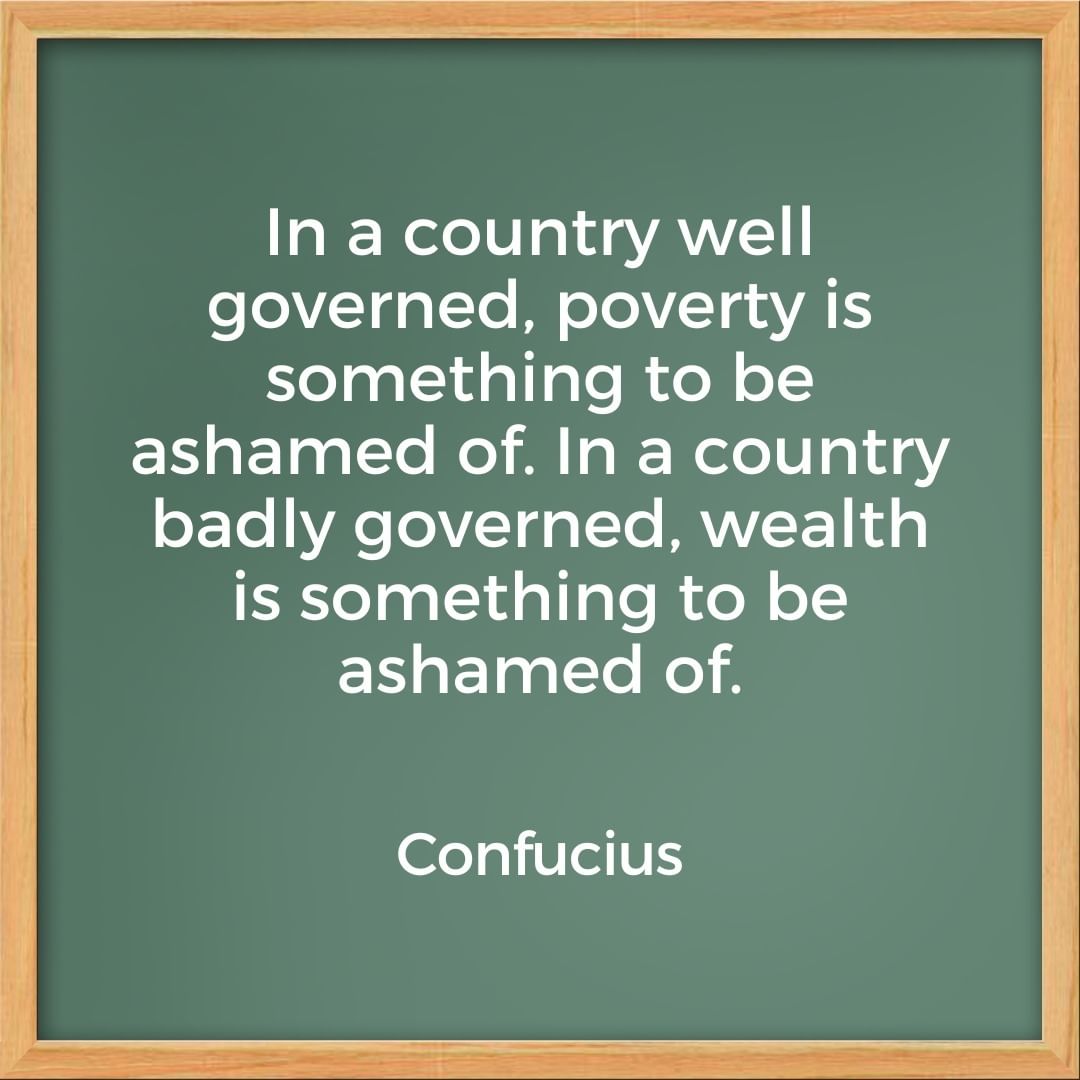 In a country well
governed, poverty is
something to be
ashamed of. In a country
badly governed, wealth
is something to be
ashamed of.
Confucius